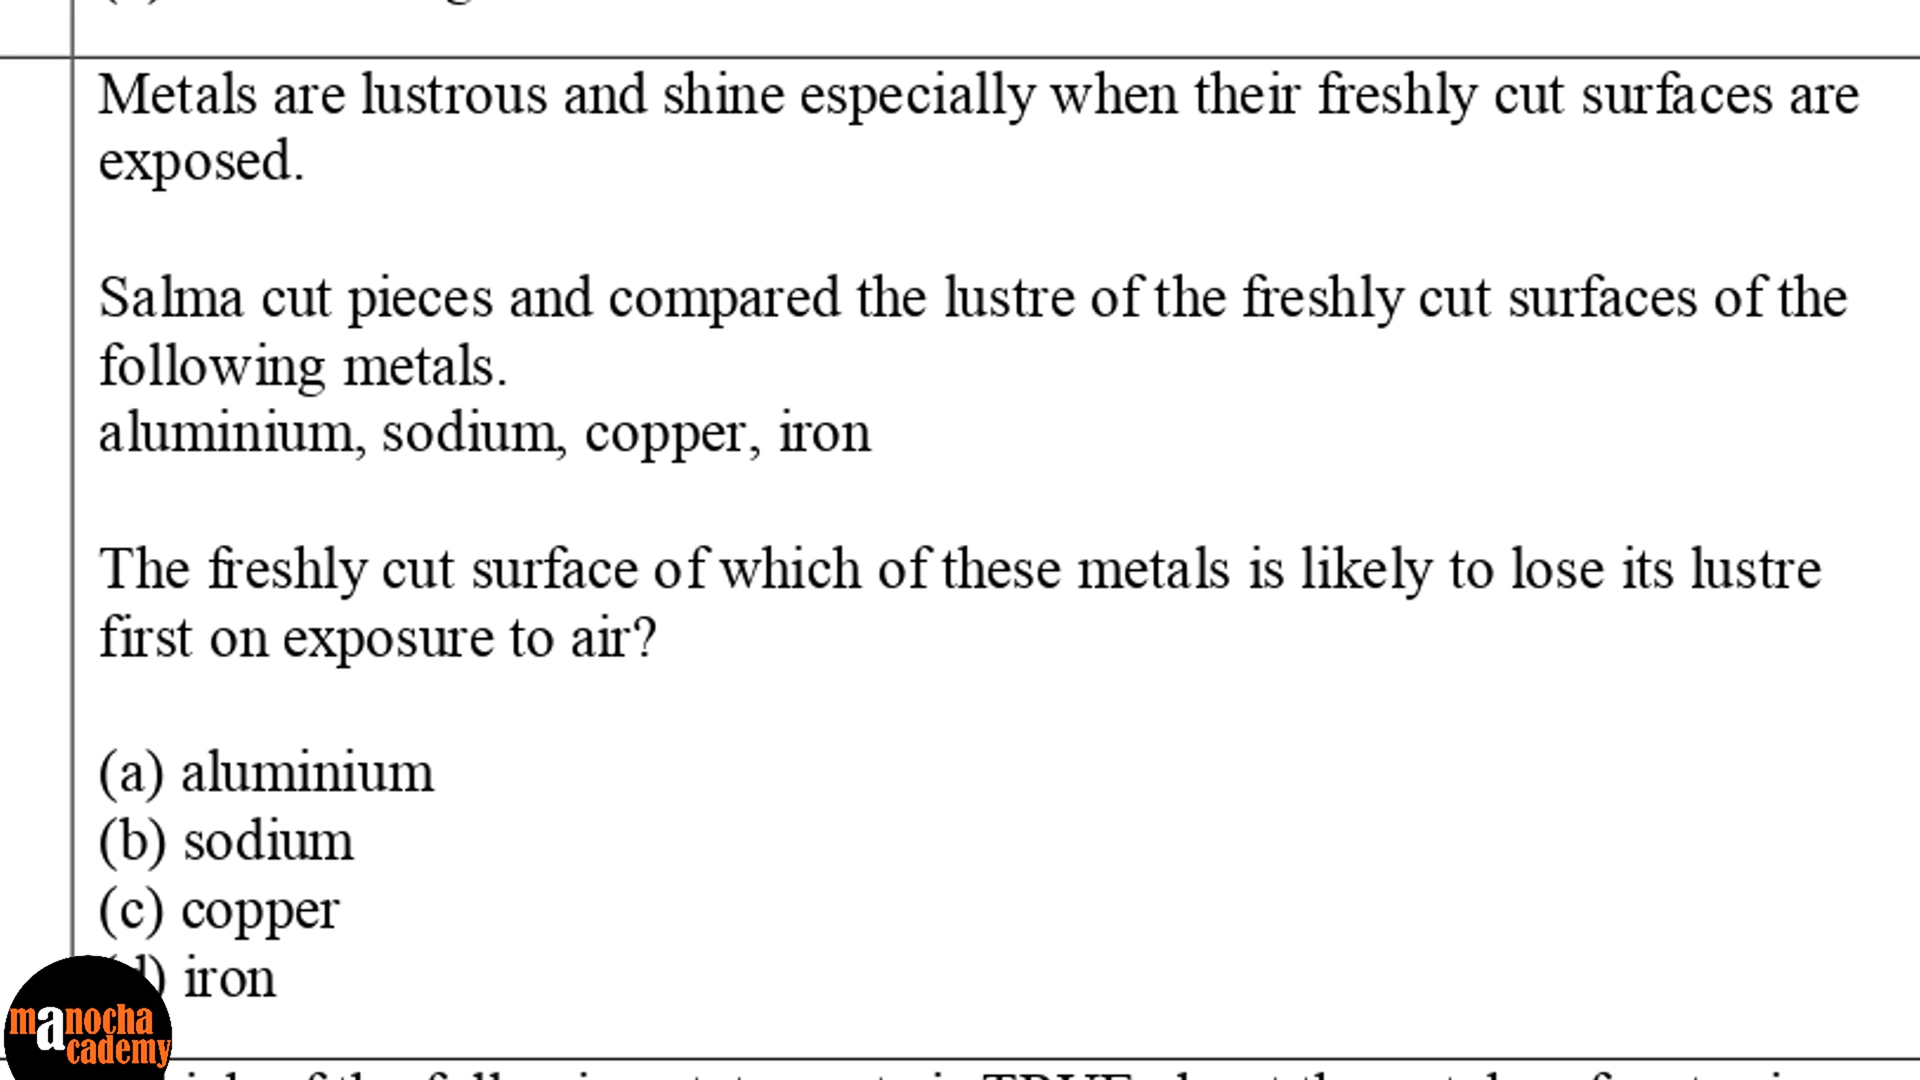 Metals are lustrous and shine especially when their freshly cut surfaces are
exposed.
Salma cut pieces and compared the lustre of the freshly cut surfaces of the
following metals.
aluminium, sodium, copper, iron
The freshly cut surface of which of these metals is likely to lose its lustre
first on exposure to air?
(a) aluminium
(b) sodium
(c) copper
(d) iron
manocha
academy